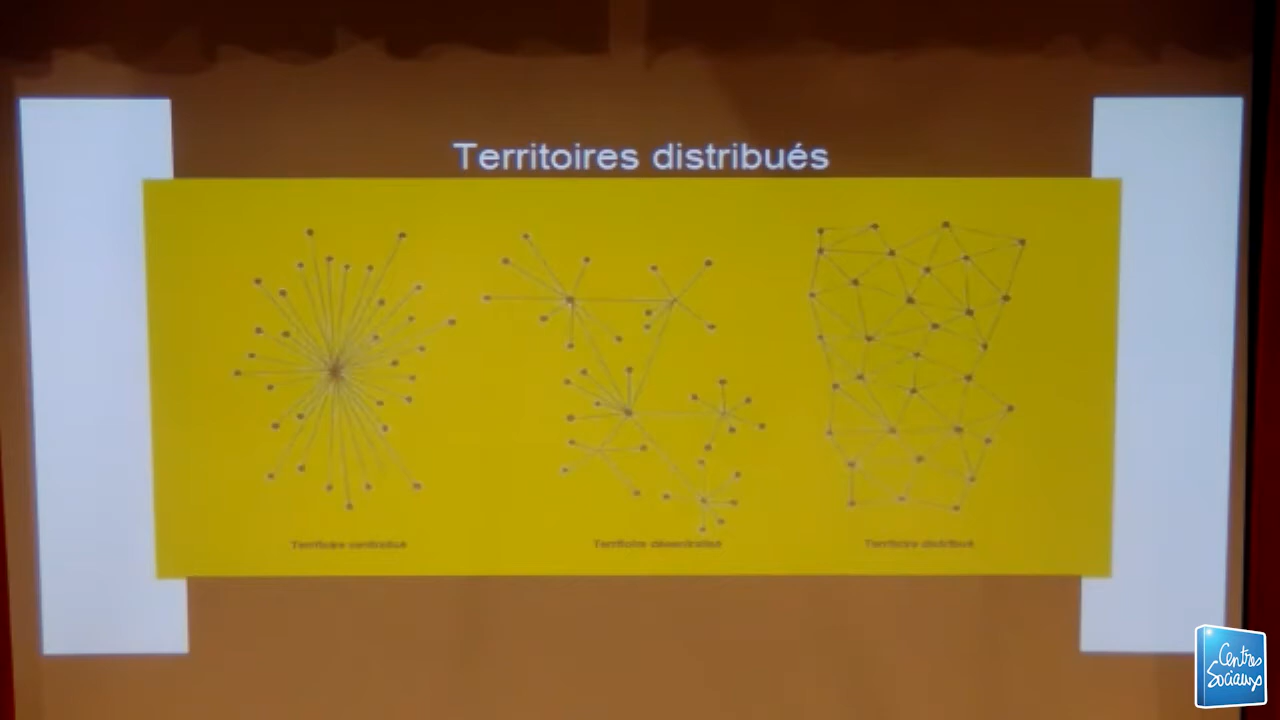 Territoires distribués
Territoire centralisé
Territoire décentralisé
Territoire distribué
Centres
Sociaux